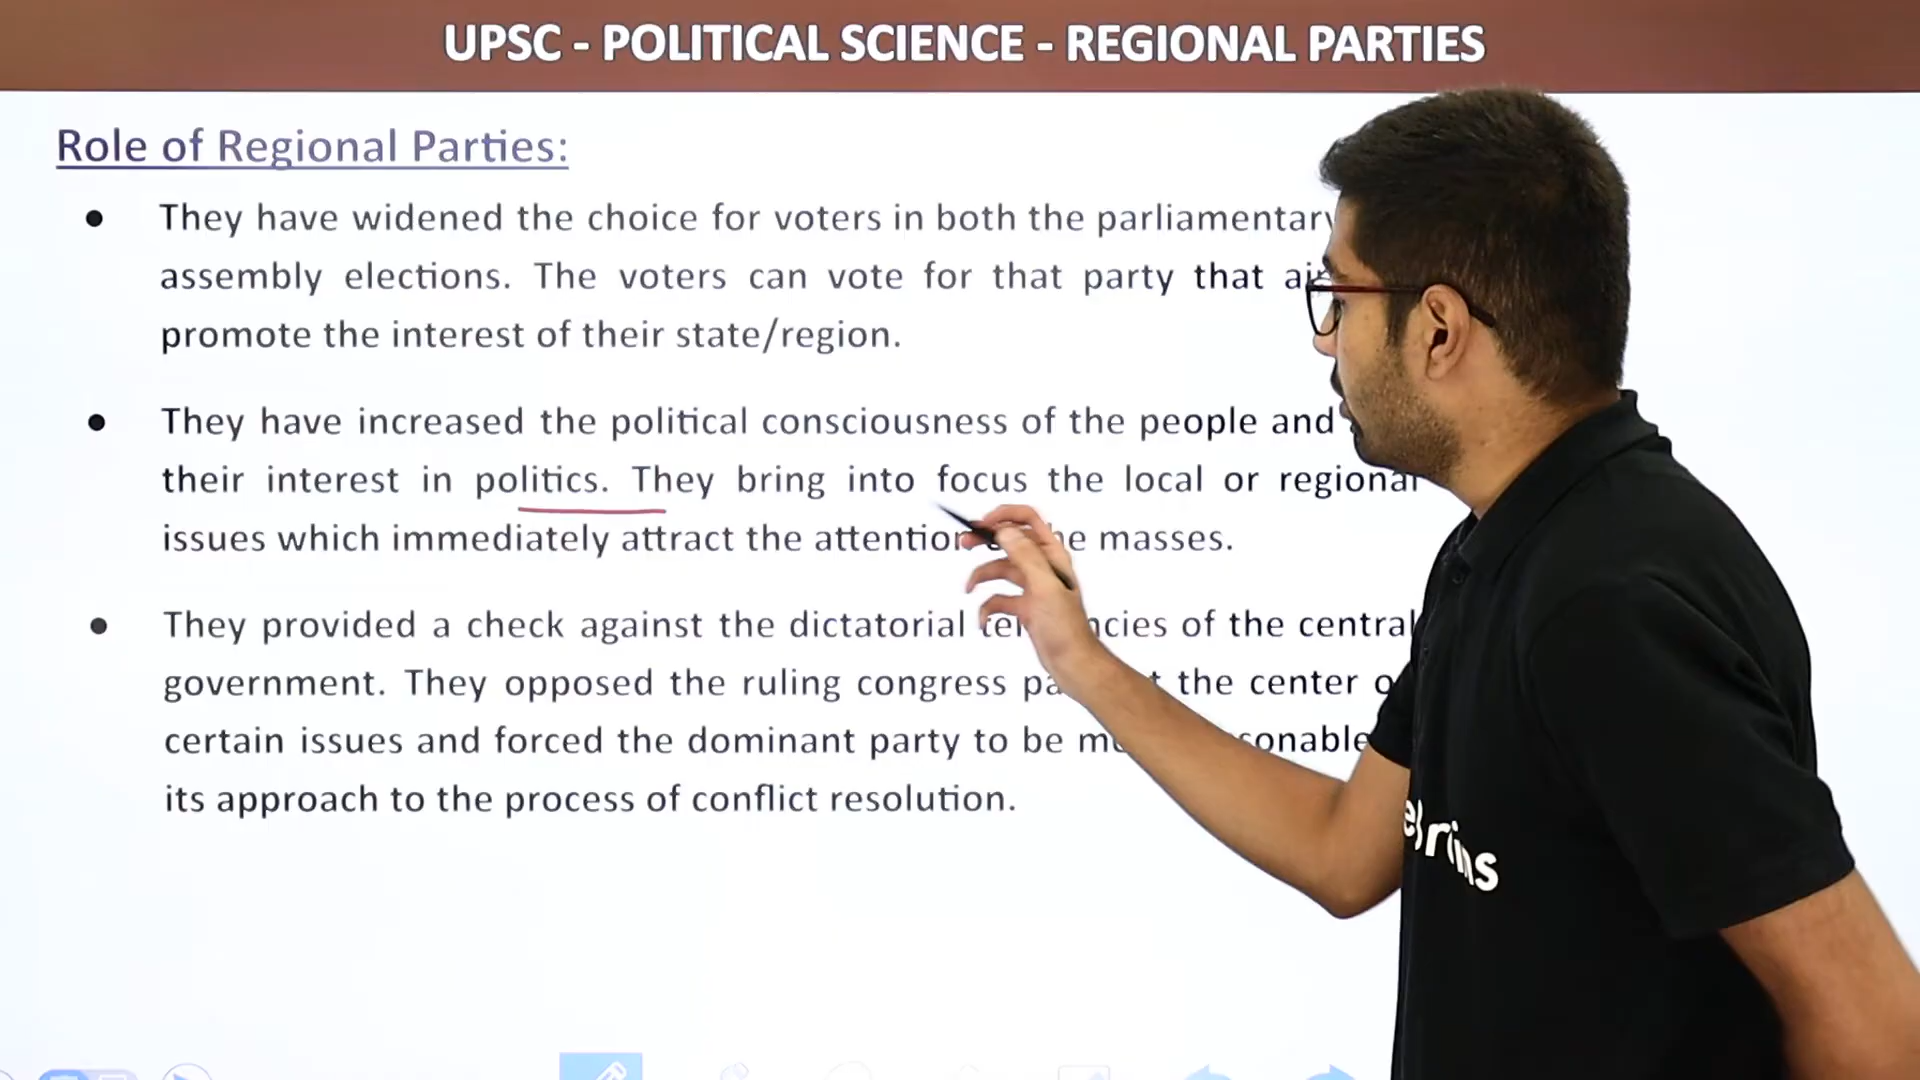 UPSC - POLITICAL SCIENCE - REGIONAL PARTIES
Role of Regional Parties:
They have widened the choice for voters in both the parliamentary
assembly elections. The voters can vote for that party that
promote the interest of their state/region.
They have increased the political consciousness of the people and
their interest in politics. They bring into focus the local or regional
issues which immediately attract the attention the masses.
They provided a check against the dictatorial of the central
government. They opposed the ruling congress the center
certain issues and forced the dominant party to be
its approach to the process of conflict resolution.